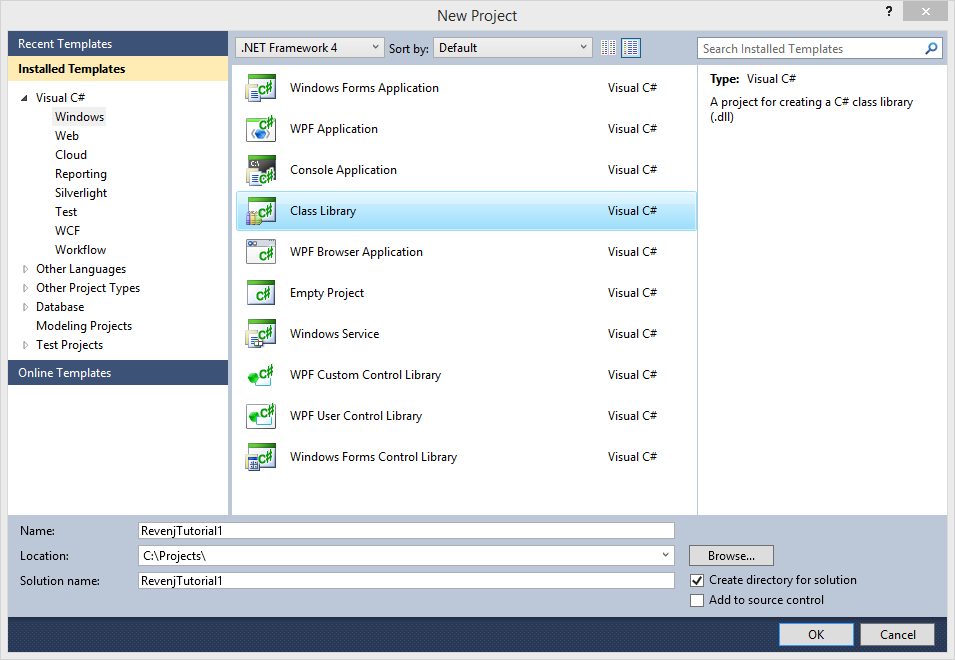 New Project
?
Recent Templates
Installed Templates
Visual C#
Windows
Web
Cloud
Reporting
Silverlight
Test
WCF
Workflow
Other Languages
Other Project Types
Database
Modeling Projects
Test Projects
Online Templates
.NET Framework 4 Sort by: Default
Windows Forms Application Visual C#
WPF Application Visual C#
Console Application Visual C#
Class Library Visual C#
WPF Browser Application Visual C#
Empty Project Visual C#
Windows Service Visual C#
WPF Custom Control Library Visual C#
WPF User Control Library Visual C#
Windows Forms Control Library Visual C#
Search Installed Templates
Type: Visual C#
A project for creating a C# class library
(.dll)
Name: RevenjTutorial1
Location: C:\Projects\ Browse...
Solution name: RevenjTutorial1
Create directory for solution
Add to source control
OK Cancel